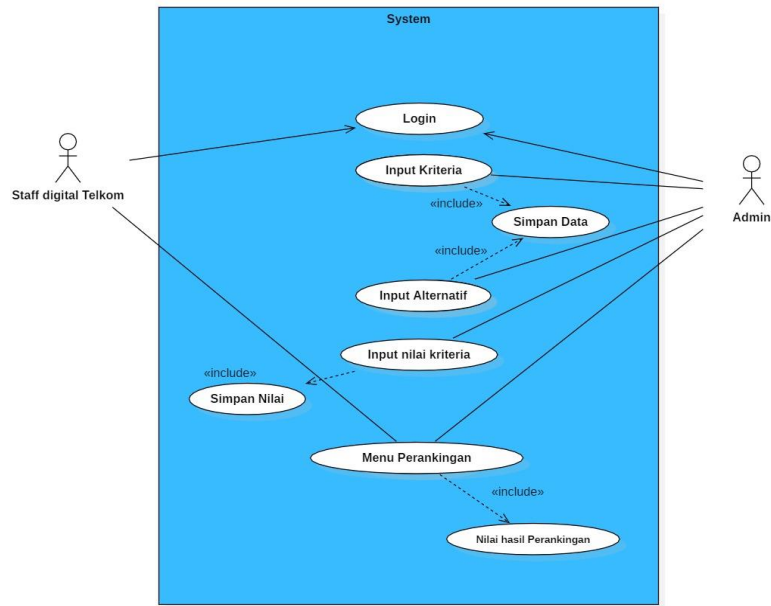 System
Login
Staff digital Telkom
Input Kriteria
Admin
«include»
Simpan Data
«include»
Input Alternatif
Input nilai kriteria
«include»
Simpan Nilai
Menu Perankingan
«include»
Nilai hasil Perankingan